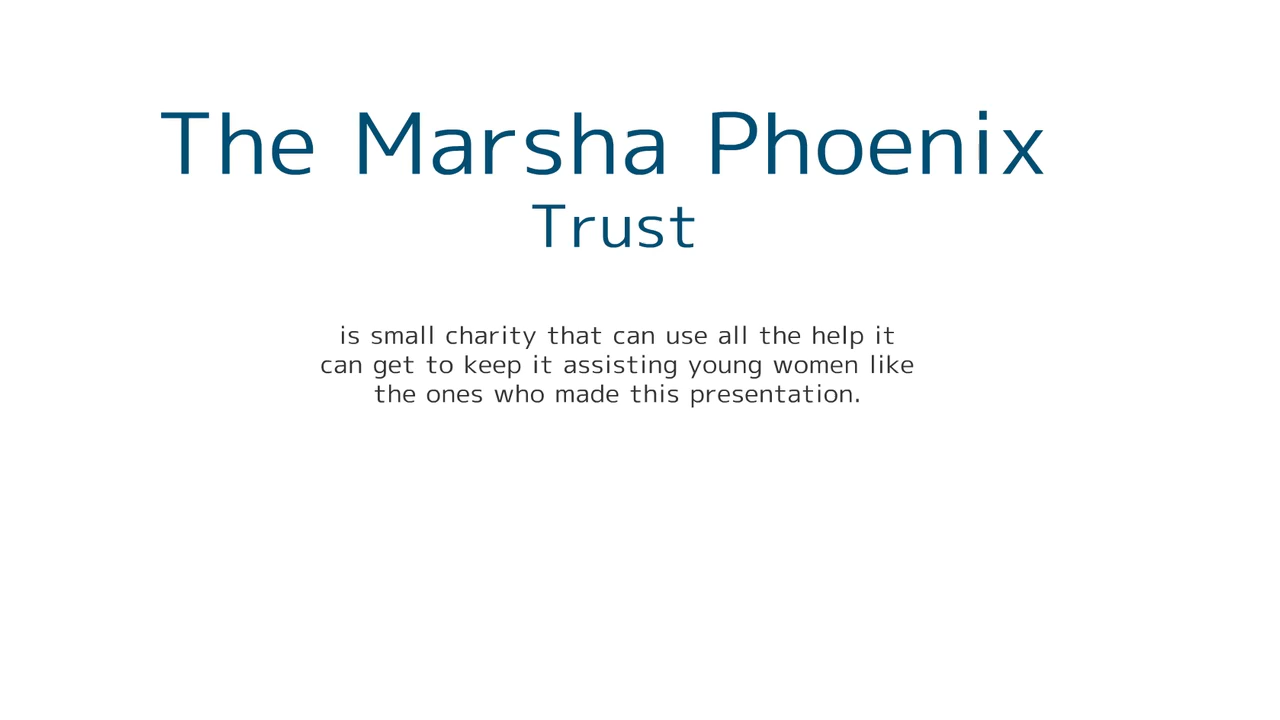 The Marsha Phoenix
Trust
is small charity that can use all the help it
can get to keep it assisting young women like
the ones who made this presentation.